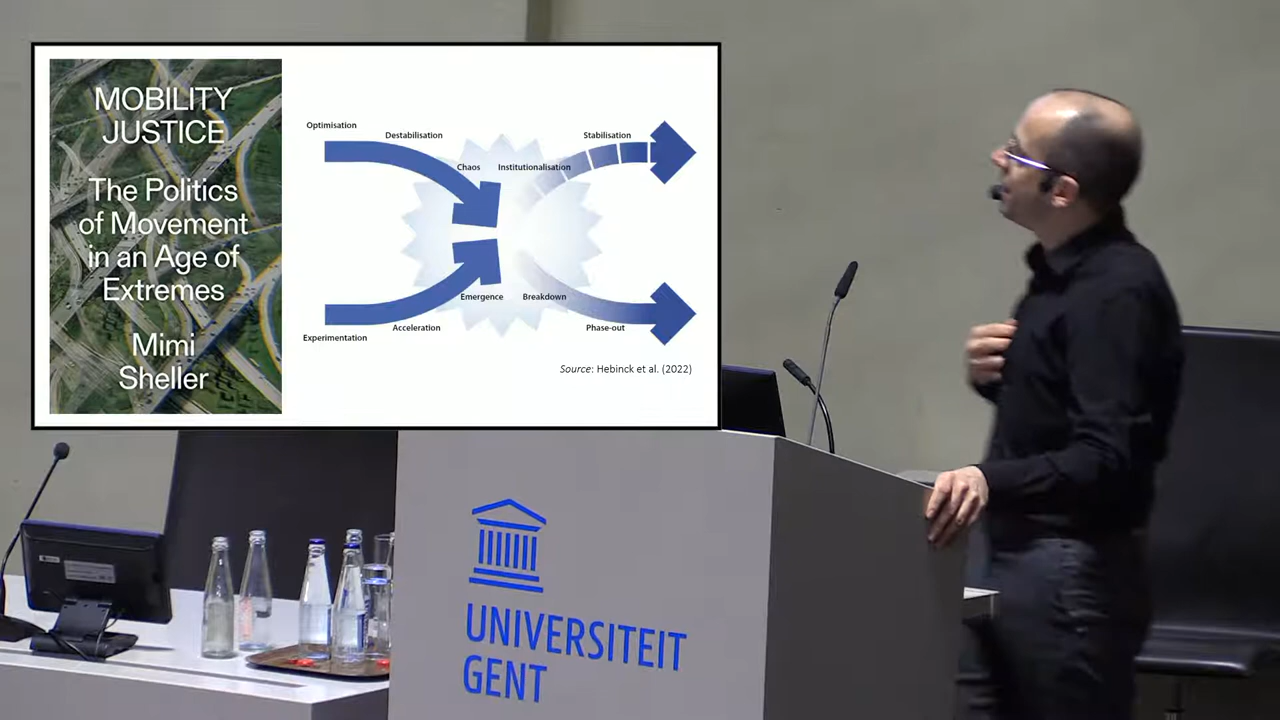 MOBILITY
JUSTICE
The Politics
of Movement
in an Age of
Extremes
Mimi
Sheller
Optimisation
Destabilisation
Chaos
Institutionalisation
Stabilisation
Experimentation
Acceleration
Emergence
Breakdown
Phase-out
Source: Hebinck et al. (2022)
UNIVERSITEIT
GENT